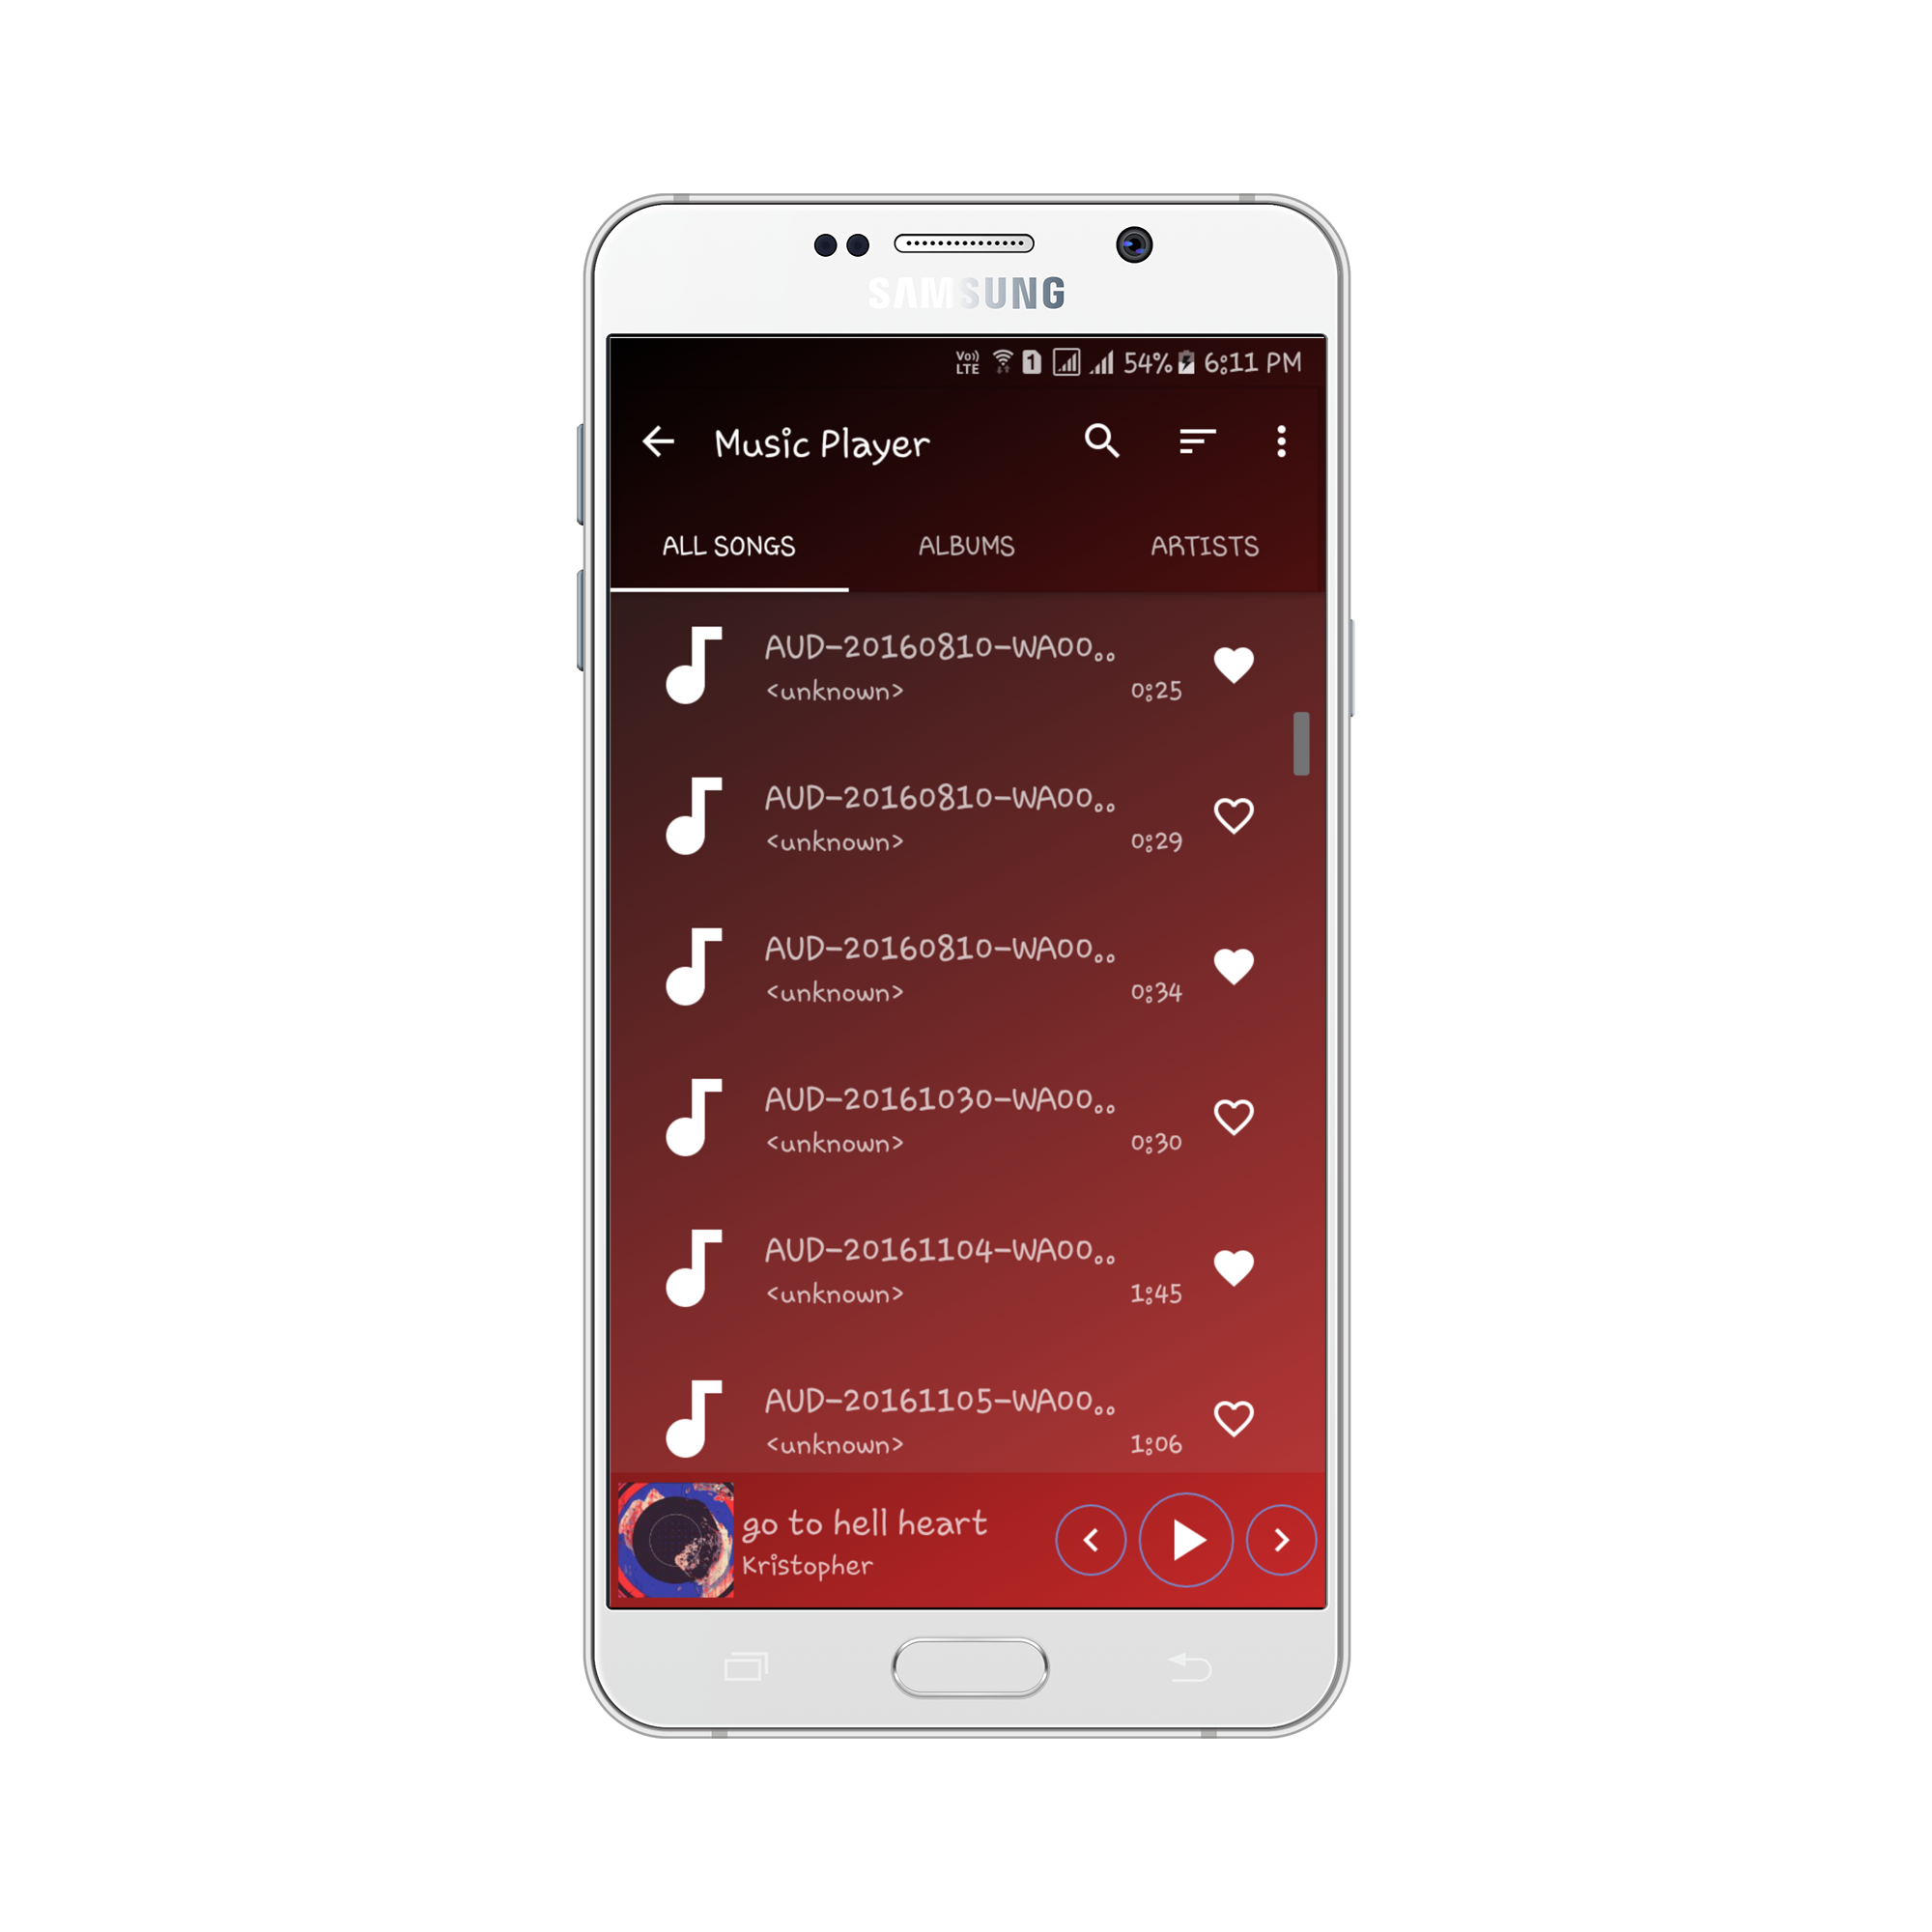 SAMSUNG
Vo)) LTE 1 54% 6:11 PM
Music Player
ALL SONGS ALBUMS ARTISTS
AUD-20160810-WA00..
<unknown> 0:25
AUD-20160810-WA00..
<unknown> 0:29
AUD-20160810-WA00..
<unknown> 0:34
AUD-20161030-WA00..
<unknown> 0:30
AUD-20161104-WA00..
<unknown> 1:45
AUD-20161105-WA00..
<unknown> 1:06
go to hell heart
Kristopher